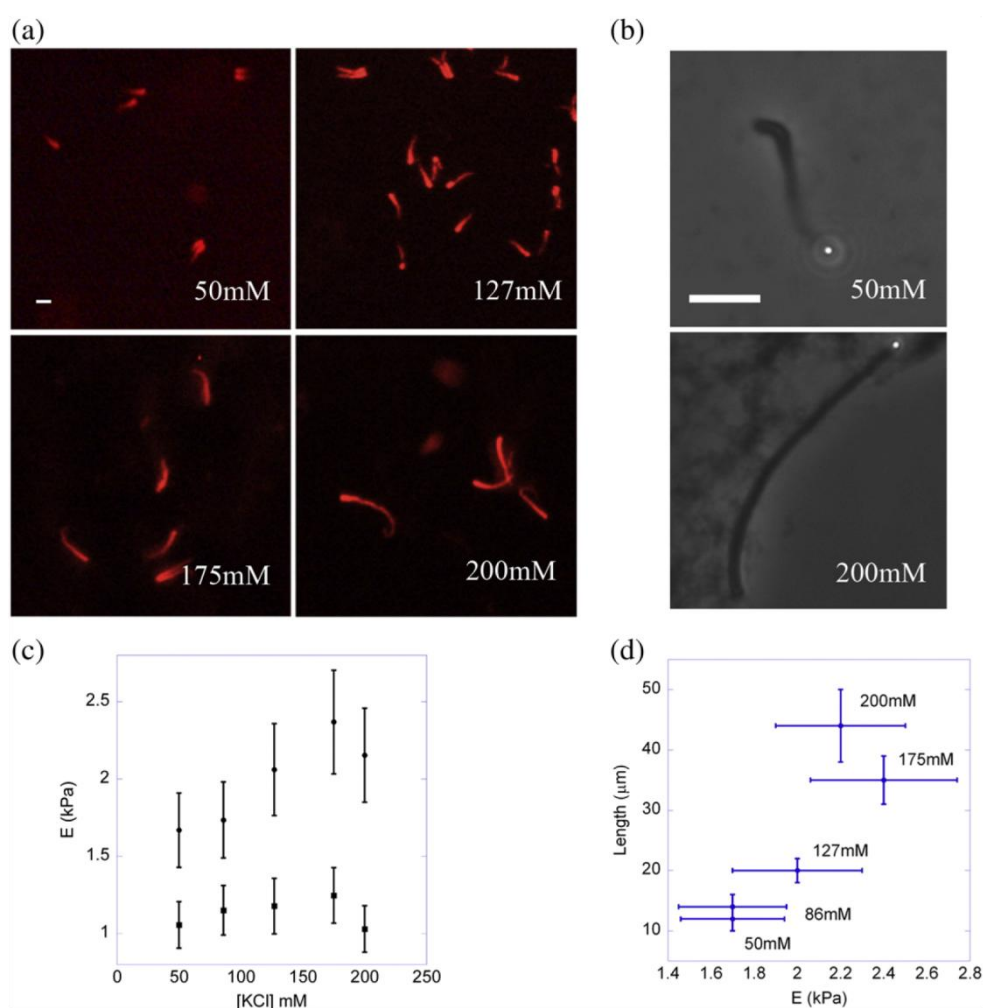 (a)
(b)
50mM
127mM
50mM
175mM
200mM
200mM
(c)
2.5
2
1.5
1
E (kPa)
0
50
100
150
200
250
[KCl] mM
(d)
50
40
30
20
10
Length (μm)
200mM
175mM
127mM
86mM
50mM
1.4
1.6
1.8
2
2.2
2.4
2.6
2.8
E (kPa)